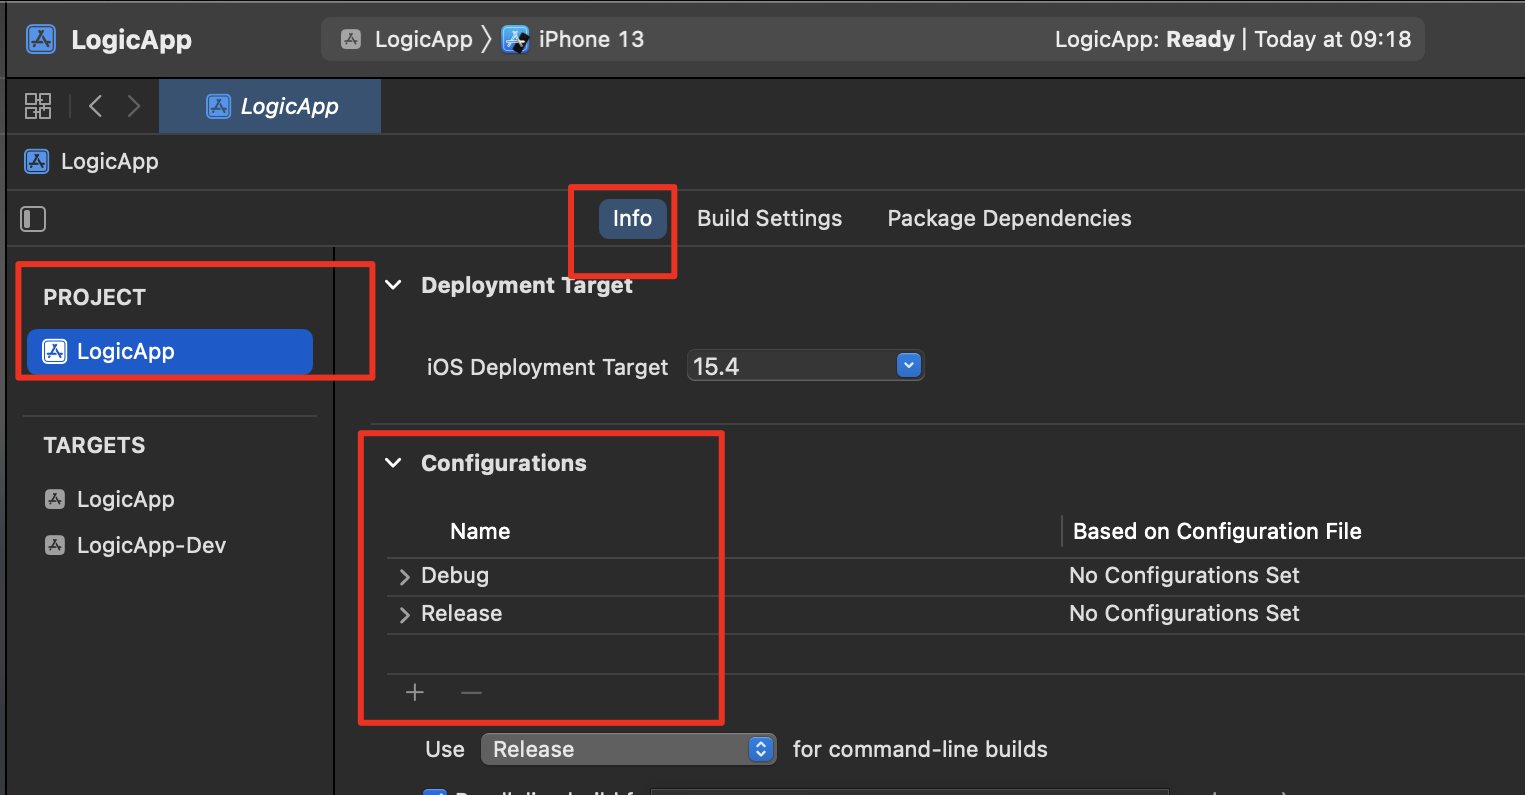 LogicApp
LogicApp
iPhone 13
LogicApp: Ready | Today at 09:18
LogicApp
LogicApp
Info
Build Settings
Package Dependencies
PROJECT
LogicApp
TARGETS
LogicApp
LogicApp-Dev
Deployment Target
iOS Deployment Target
15.4
Configurations
Name
Based on Configuration File
Debug
No Configurations Set
Release
No Configurations Set
Use
Release
for command-line builds